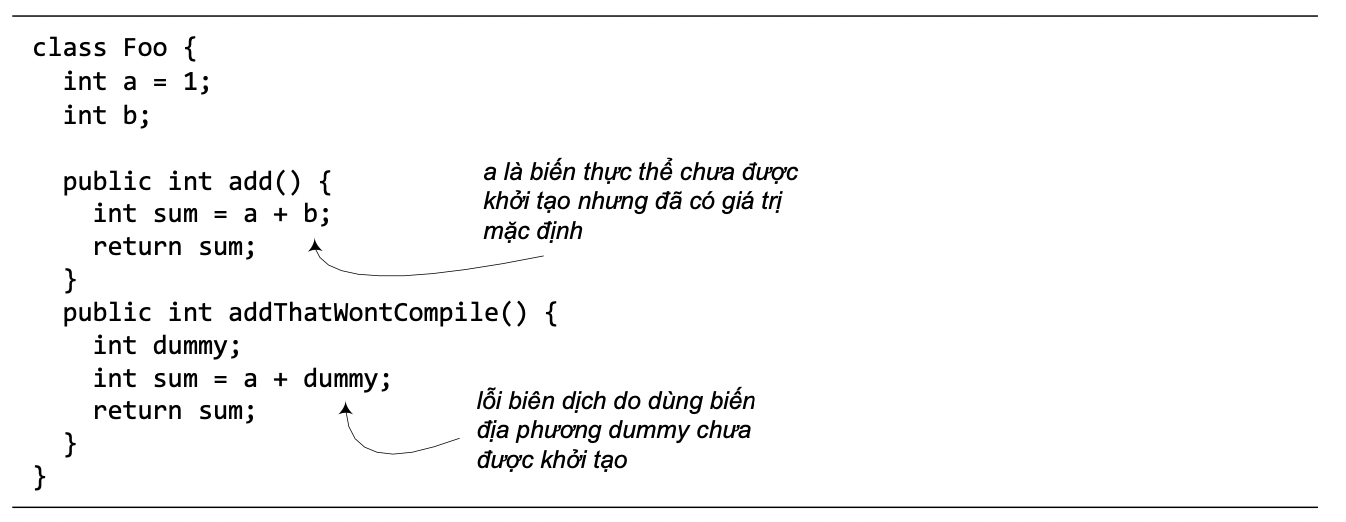 class Foo {
int a = 1;
int b;
public int add() {
int sum = a + b;
return sum;
}
a là biến thực thể chưa được
khởi tạo nhưng đã có giá trị
mặc định
public int addThatWontCompile() {
int dummy;
int sum = a + dummy;
return sum;
}
}
lỗi biên dịch do dùng biến
địa phương dummy chưa
được khởi tạo